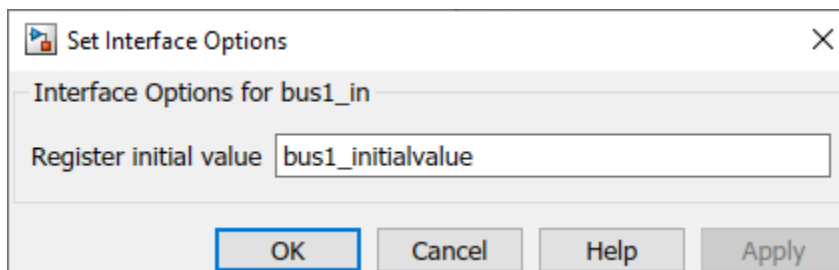 Set Interface Options
Interface Options for bus1_in
Register initial value bus1_initialvalue
OK Cancel Help Apply